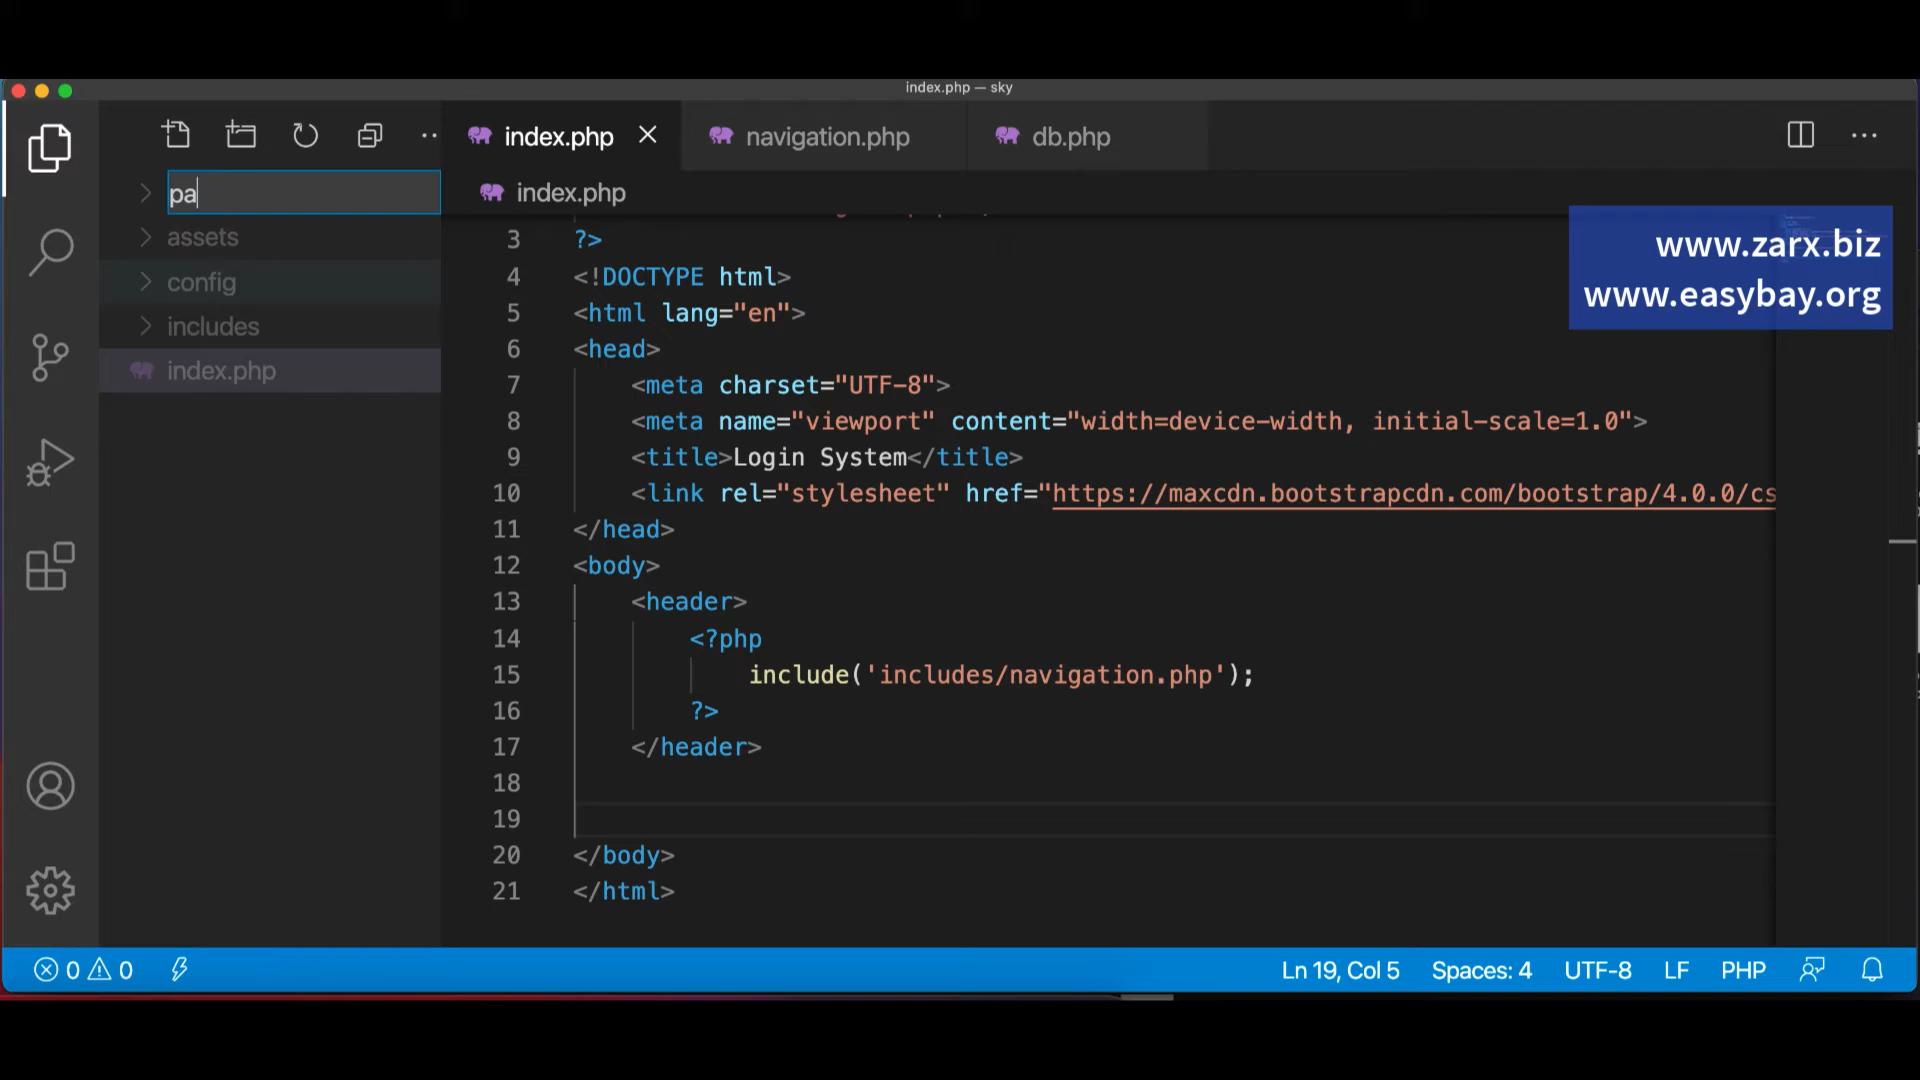 index.php — sky
index.php
navigation.php
db.php
pa
index.php
assets
config
includes
index.php
www.zarx.biz
www.easybay.org
3 ?>
4 <!DOCTYPE html>
5 <html lang="en">
6 <head>
7 <meta charset="UTF-8">
8 <meta name="viewport" content="width=device-width, initial-scale=1.0">
9 <title>Login System</title>
10 <link rel="stylesheet" href="https://maxcdn.bootstrapcdn.com/bootstrap/4.0.0/cs
11 </head>
12 <body>
13 <header>
14 <?php
15 include('includes/navigation.php');
16 ?>
17 </header>
18
19
20 </body>
21 </html>
0 0 Ln 19, Col 5 Spaces: 4 UTF-8 LF PHP